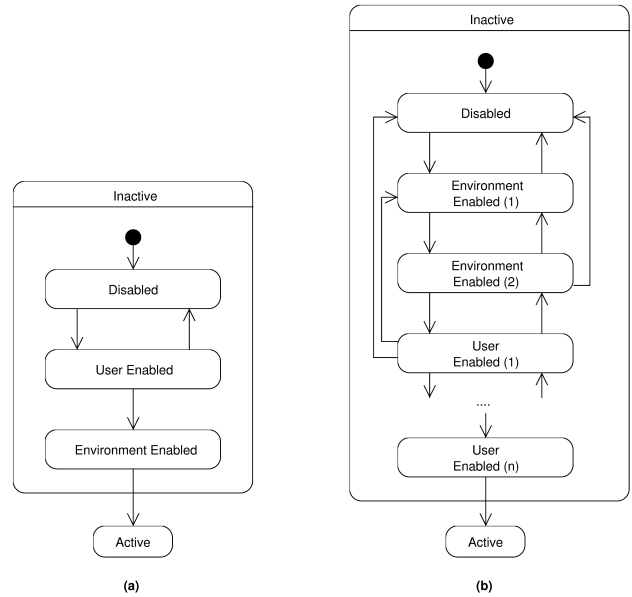 Inactive
Disabled
User Enabled
Environment Enabled
Active
(a)
Inactive
Disabled
Environment
Enabled (1)
Environment
Enabled (2)
User
Enabled (1)
....
User
Enabled (n)
Active
(b)